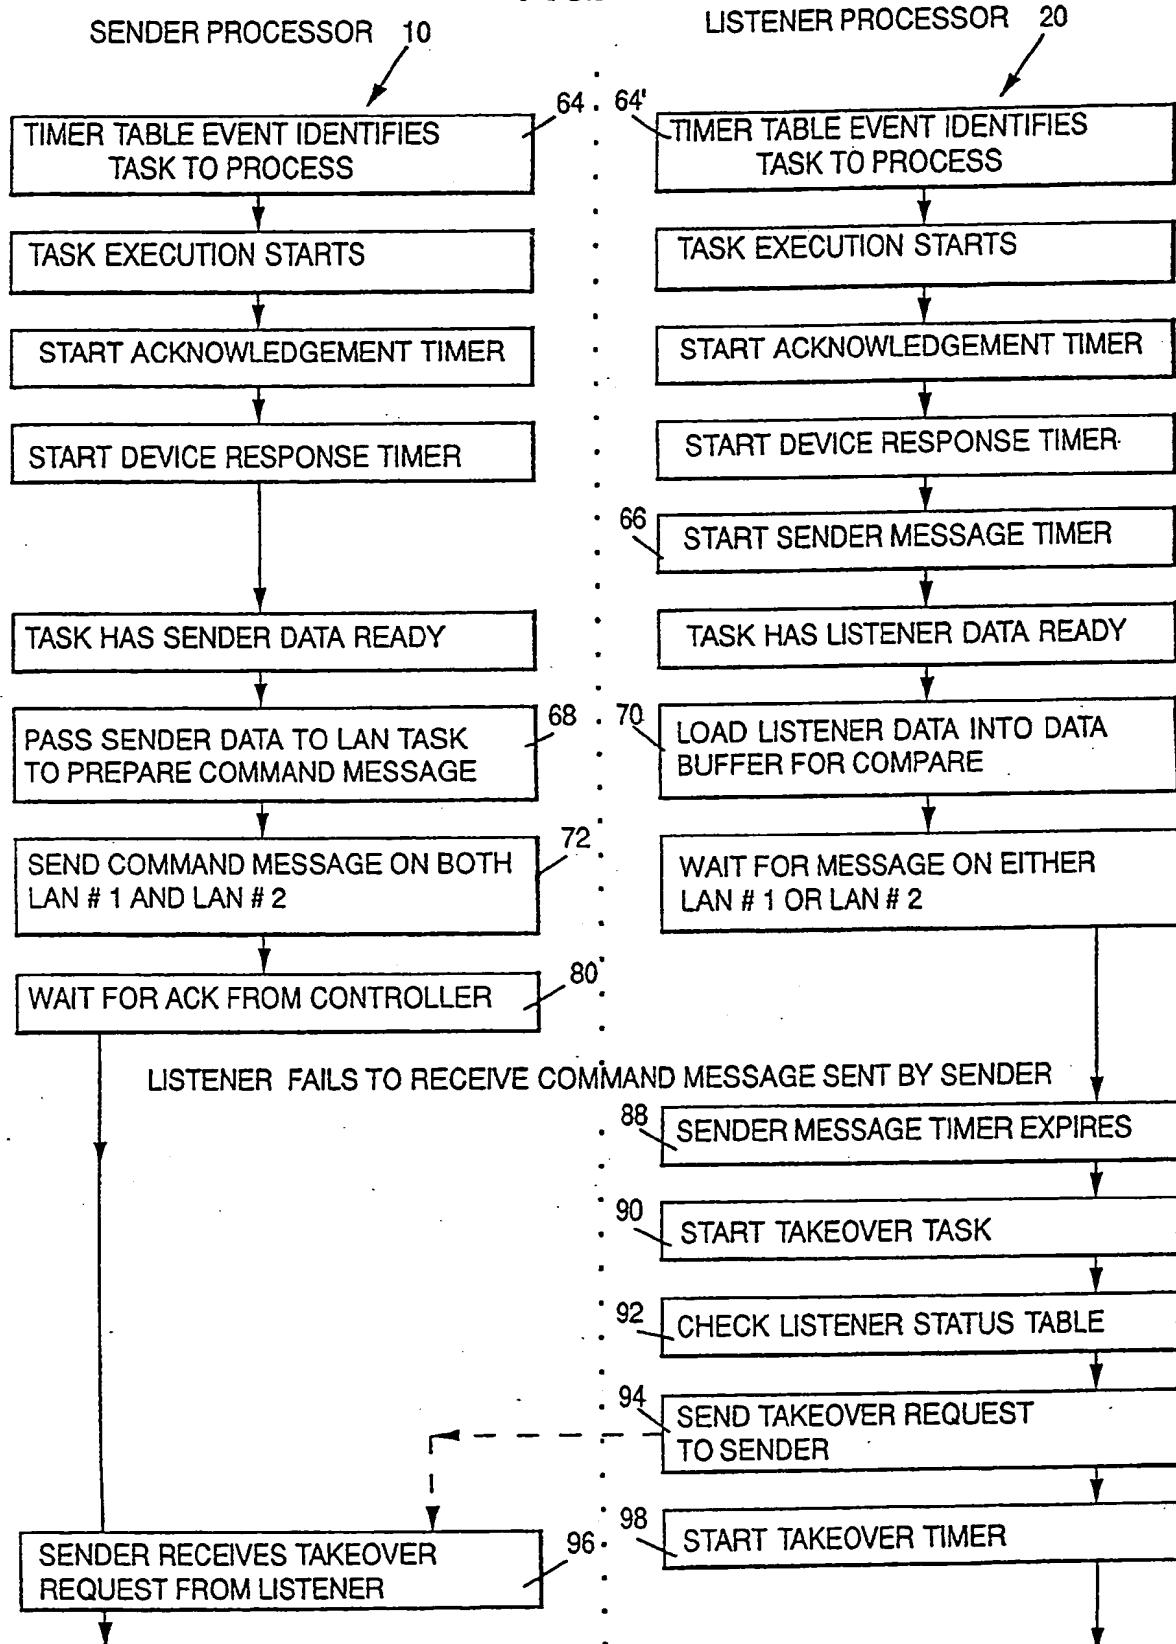 SENDER PROCESSOR 10
TIMER TABLE EVENT IDENTIFIES
TASK TO PROCESS
64
TASK EXECUTION STARTS
START ACKNOWLEDGEMENT TIMER
START DEVICE RESPONSE TIMER
TASK HAS SENDER DATA READY
PASS SENDER DATA TO LAN TASK
TO PREPARE COMMAND MESSAGE
68
SEND COMMAND MESSAGE ON BOTH
LAN # 1 AND LAN # 2
72
WAIT FOR ACK FROM CONTROLLER
80
LISTENER PROCESSOR 20
64'
TIMER TABLE EVENT IDENTIFIES
TASK TO PROCESS
TASK EXECUTION STARTS
START ACKNOWLEDGEMENT TIMER
START DEVICE RESPONSE TIMER
66
START SENDER MESSAGE TIMER
TASK HAS LISTENER DATA READY
70
LOAD LISTENER DATA INTO DATA
BUFFER FOR COMPARE
WAIT FOR MESSAGE ON EITHER
LAN # 1 OR LAN # 2
LISTENER FAILS TO RECEIVE COMMAND MESSAGE SENT BY SENDER
88
SENDER MESSAGE TIMER EXPIRES
90
START TAKEOVER TASK
92
CHECK LISTENER STATUS TABLE
94
SEND TAKEOVER REQUEST
TO SENDER
SENDER RECEIVES TAKEOVER
REQUEST FROM LISTENER
96
98
START TAKEOVER TIMER